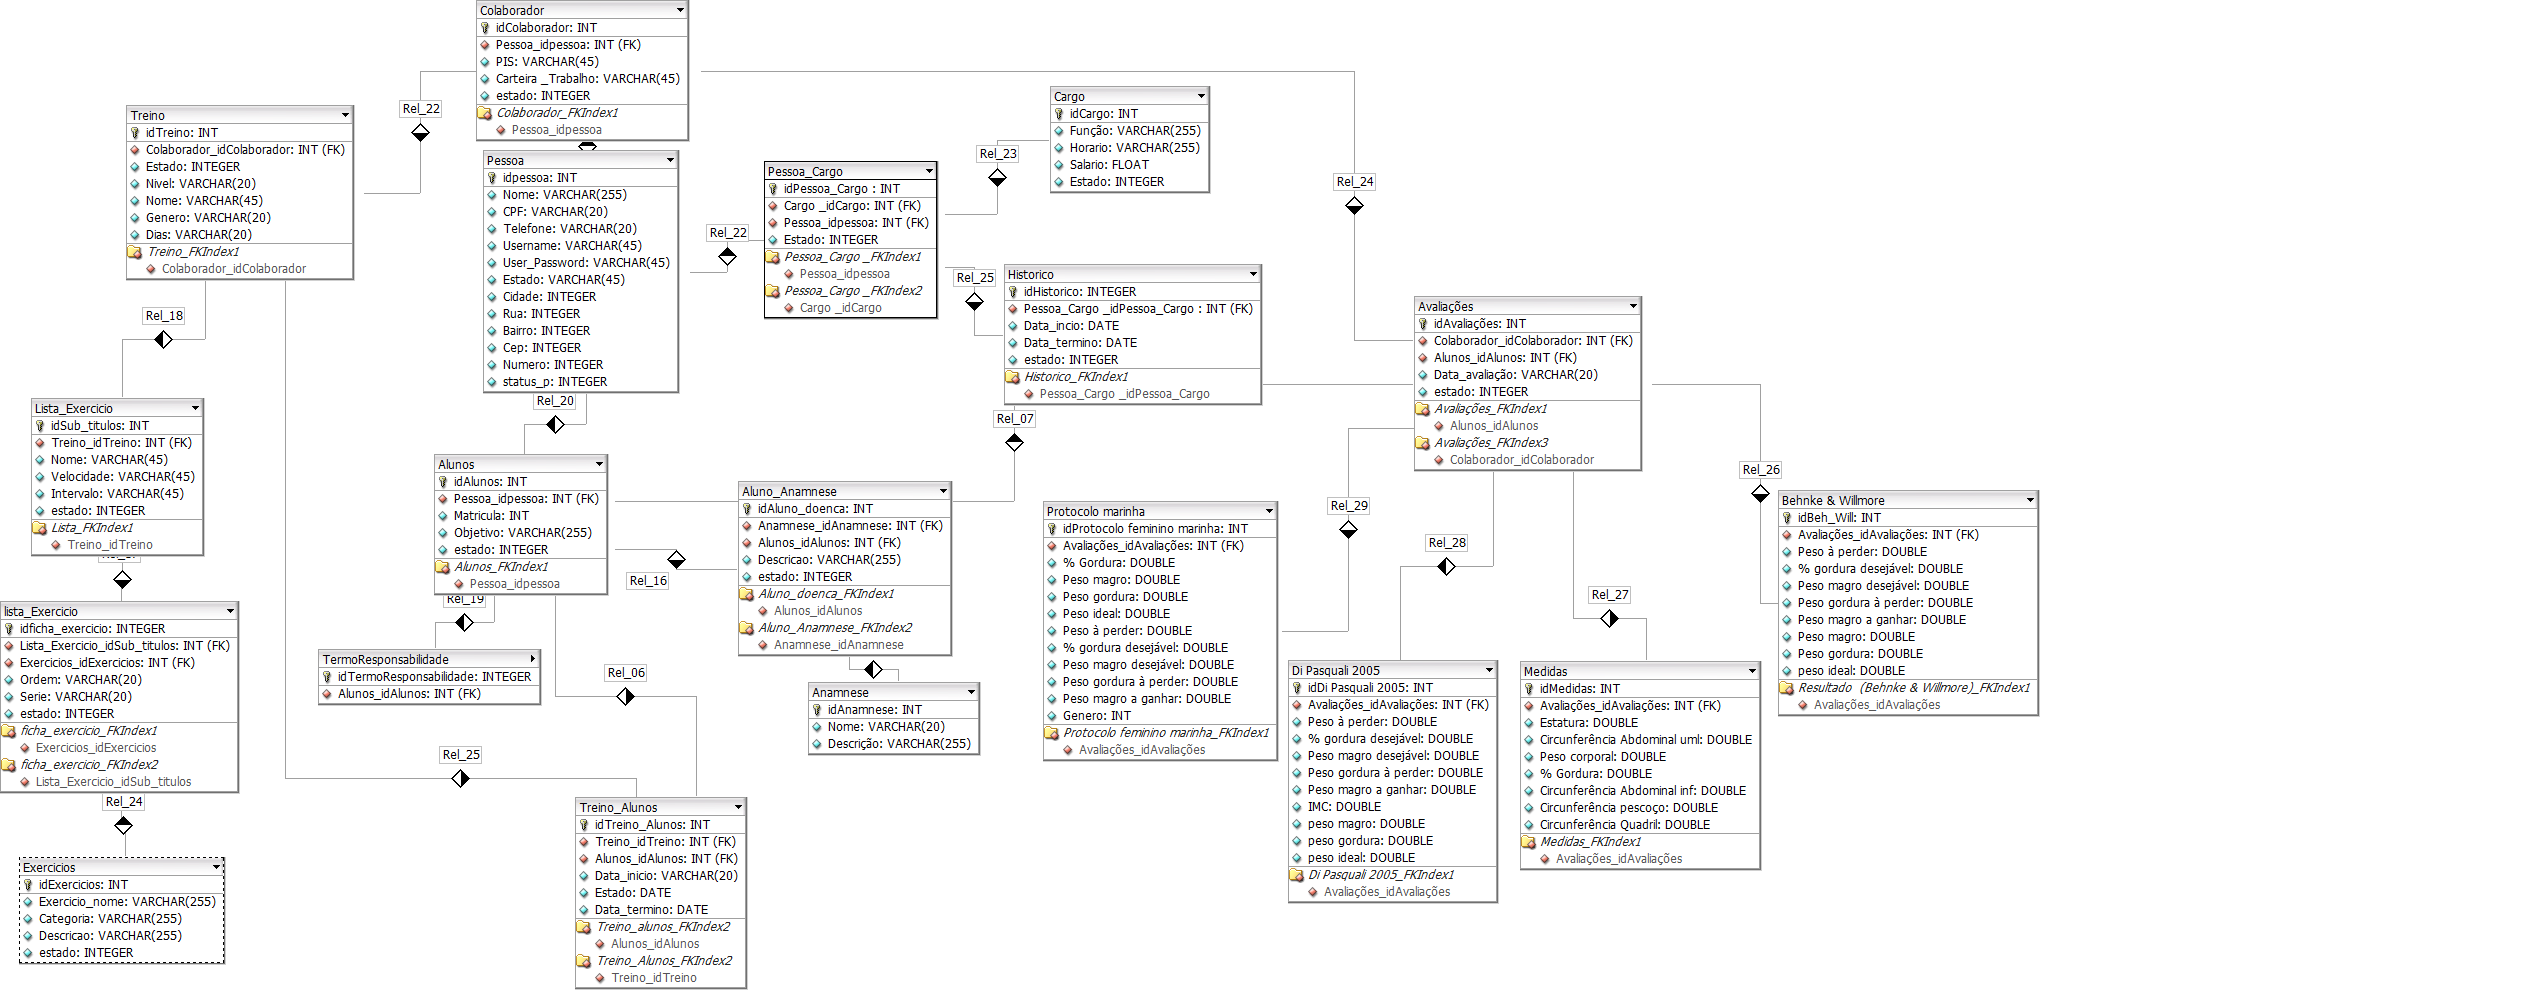 Colaborador
idColaborador: INT
Pessoa_idpessoa: INT (FK)
PIS: VARCHAR(45)
Carteira _Trabalho: VARCHAR(45)
estado: INTEGER
Colaborador_FKIndex1
Pessoa_idpessoa
Rel_22
Treino
idTreino: INT
Colaborador_idColaborador: INT (FK)
Estado: INTEGER
Nivel: VARCHAR(20)
Nome: VARCHAR(45)
Genero: VARCHAR(20)
Dias: VARCHAR(20)
Treino_FKIndex1
Colaborador_idColaborador
Pessoa
idpessoa: INT
Nome: VARCHAR(255)
CPF: VARCHAR(20)
Telefone: VARCHAR(20)
Username: VARCHAR(45)
User_Password: VARCHAR(45)
Estado: VARCHAR(45)
Cidade: INTEGER
Rua: INTEGER
Bairro: INTEGER
Cep: INTEGER
Numero: INTEGER
status_p: INTEGER
Rel_22
Pessoa_Cargo
idPessoa_Cargo : INT
Cargo _idCargo: INT (FK)
Pessoa_idpessoa: INT (FK)
Estado: INTEGER
Pessoa_Cargo _FKIndex1
Pessoa_idpessoa
Pessoa_Cargo _FKIndex2
Cargo _idCargo
Rel_23
Cargo
idCargo: INT
Função: VARCHAR(255)
Horario: VARCHAR(255)
Salario: FLOAT
Estado: INTEGER
Rel_24
Rel_25
Historico
idHistorico: INTEGER
Pessoa_Cargo _idPessoa_Cargo : INT (FK)
Data_incio: DATE
Data_termino: DATE
estado: INTEGER
Historico_FKIndex1
Pessoa_Cargo _idPessoa_Cargo
Avaliações
idAvaliações: INT
Colaborador_idColaborador: INT (FK)
Alunos_idAlunos: INT (FK)
Data_avaliação: VARCHAR(20)
estado: INTEGER
Avaliações_FKIndex1
Alunos_idAlunos
Avaliações_FKIndex3
Colaborador_idColaborador
Rel_18
Lista_Exercicio
idSub_titulos: INT
Treino_idTreino: INT (FK)
Nome: VARCHAR(45)
Velocidade: VARCHAR(45)
Intervalo: VARCHAR(45)
estado: INTEGER
Lista_FKIndex1
Treino_idTreino
Rel_20
Alunos
idAlunos: INT
Pessoa_idpessoa: INT (FK)
Matricula: INT
Objetivo: VARCHAR(255)
estado: INTEGER
Alunos_FKIndex1
Pessoa_idpessoa
Rel_07
Rel_16
Aluno_Anamnese
idAluno_doenca: INT
Anamnese_idAnamnese: INT (FK)
Alunos_idAlunos: INT (FK)
Descricao: VARCHAR(255)
estado: INTEGER
Aluno_doenca_FKIndex1
Alunos_idAlunos
Aluno_Anamnese_FKIndex2
Anamnese_idAnamnese
Protocolo marinha
idProtocolo feminino marinha: INT
Avaliações_idAvaliações: INT (FK)
% Gordura: DOUBLE
Peso magro: DOUBLE
Peso gordura: DOUBLE
Peso ideal: DOUBLE
Peso à perder: DOUBLE
% gordura desejável: DOUBLE
Peso magro desejável: DOUBLE
Peso gordura à perder: DOUBLE
Peso magro a ganhar: DOUBLE
Genero: INT
Protocolo feminino marinha_FKIndex1
Avaliações_idAvaliações
Rel_29
Rel_28
Rel_27
Rel_26
Behnke & Willmore
idBeh_Will: INT
Avaliações_idAvaliações: INT (FK)
Peso à perder: DOUBLE
% gordura desejável: DOUBLE
Peso magro desejável: DOUBLE
Peso gordura à perder: DOUBLE
Peso magro a ganhar: DOUBLE
Peso magro: DOUBLE
Peso gordura: DOUBLE
peso ideal: DOUBLE
Resultado (Behnke & Willmore)_FKIndex1
Avaliações_idAvaliações
lista_Exercicio
idficha_exercicio: INTEGER
Lista_Exercicio_idSub_titulos: INT (FK)
Exercicios_idExercicios: INT (FK)
Ordem: VARCHAR(20)
Serie: VARCHAR(20)
estado: INTEGER
ficha_exercicio_FKIndex1
Exercicios_idExercicios
ficha_exercicio_FKIndex2
Lista_Exercicio_idSub_titulos
Rel_19
TermoResponsabilidade
idTermoResponsabilidade: INTEGER
Alunos_idAlunos: INT (FK)
Rel_06
Anamnese
idAnamnese: INT
Nome: VARCHAR(20)
Descrição: VARCHAR(255)
Di Pasquali 2005
idDi Pasquali 2005: INT
Avaliações_idAvaliações: INT (FK)
Peso à perder: DOUBLE
% gordura desejável: DOUBLE
Peso magro desejável: DOUBLE
Peso gordura à perder: DOUBLE
Peso magro a ganhar: DOUBLE
IMC: DOUBLE
peso magro: DOUBLE
peso gordura: DOUBLE
peso ideal: DOUBLE
Di Pasquali 2005_FKIndex1
Avaliações_idAvaliações
Medidas
idMedidas: INT
Avaliações_idAvaliações: INT (FK)
Estatura: DOUBLE
Circunferência Abdominal uml: DOUBLE
Peso corporal: DOUBLE
% Gordura: DOUBLE
Circunferência Abdominal inf: DOUBLE
Circunferência pescoço: DOUBLE
Circunferência Quadril: DOUBLE
Medidas_FKIndex1
Avaliações_idAvaliações
Rel_25
Rel_24
Exercicios
idExercicios: INT
Exercicio_nome: VARCHAR(255)
Categoria: VARCHAR(255)
Descricao: VARCHAR(255)
estado: INTEGER
Treino_Alunos
idTreino_Alunos: INT
Treino_idTreino: INT (FK)
Alunos_idAlunos: INT (FK)
Data_inicio: VARCHAR(20)
Estado: DATE
Data_termino: DATE
Treino_alunos_FKIndex2
Alunos_idAlunos
Treino_Alunos_FKIndex2
Treino_idTreino